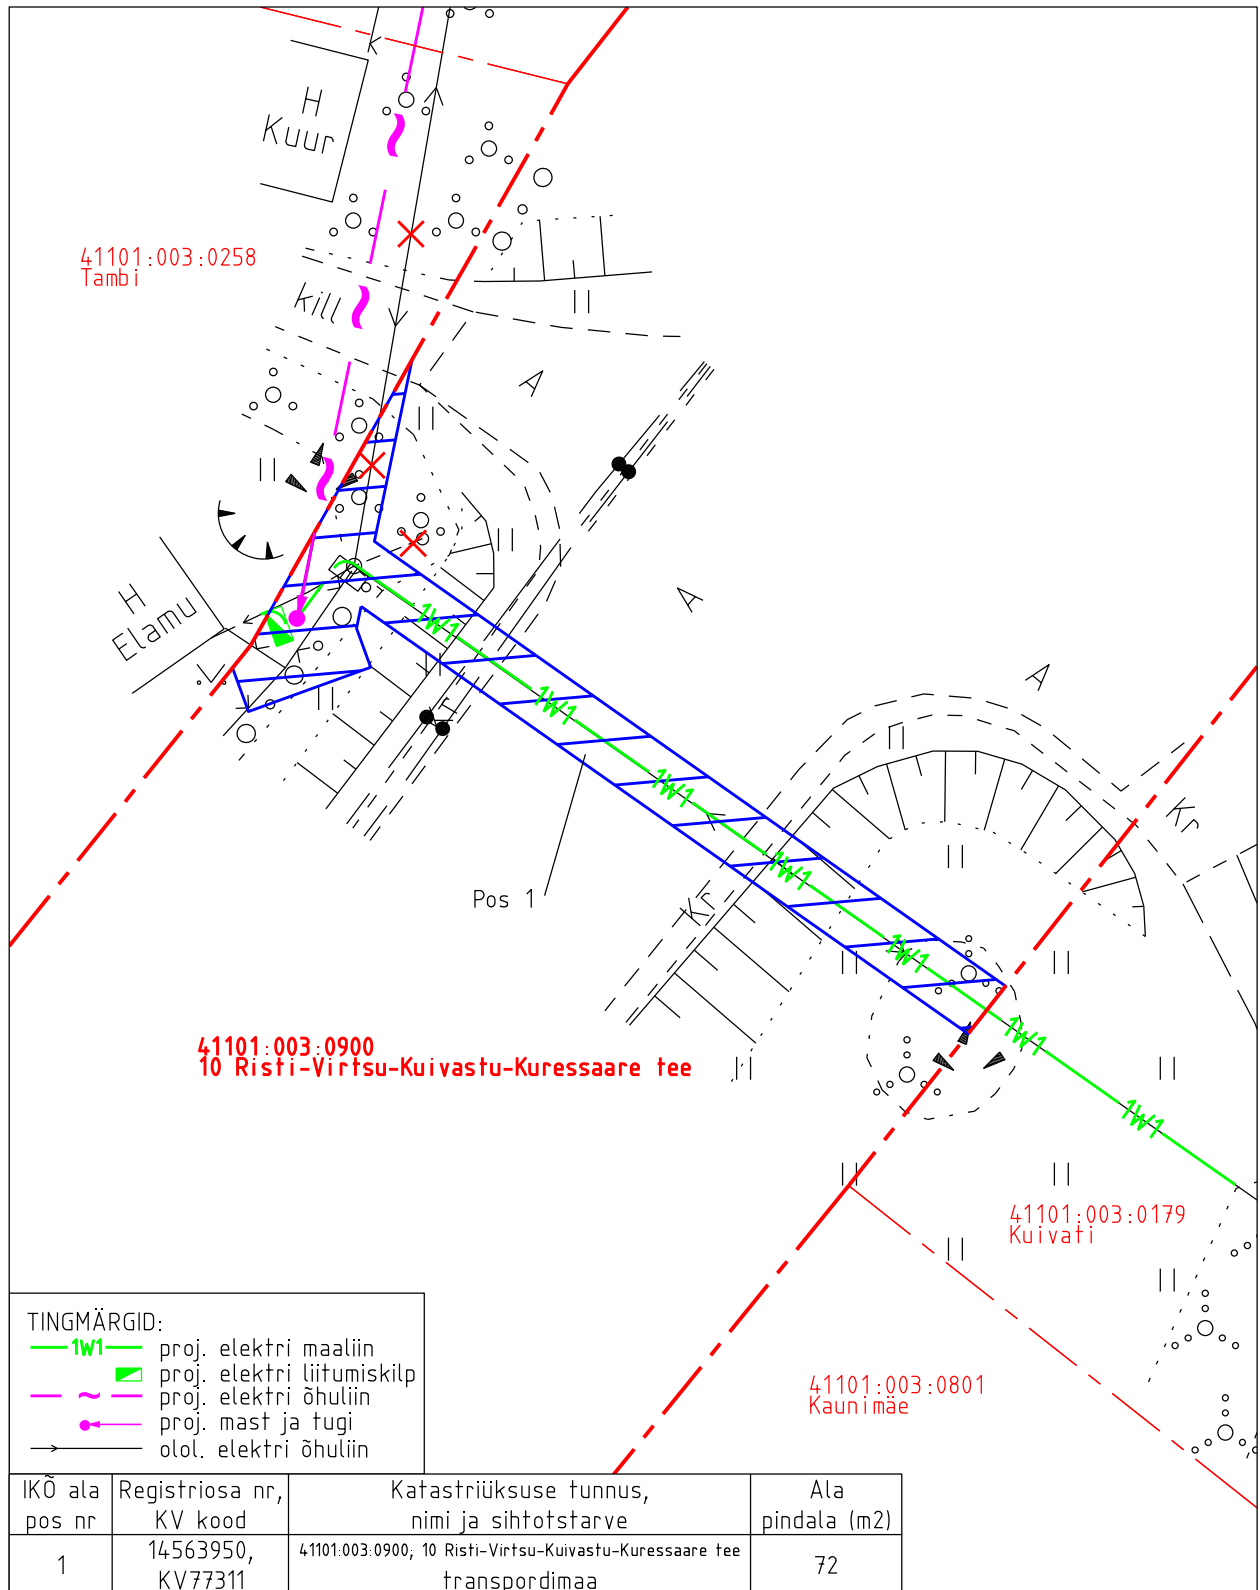 H
Kuur
41101:003:0258
Tambi
kill
A
H
Elamu
A
1W1
A
1W1
1W1
Kr
1W1
Pos 1
Kr
1W1
1W1
41101:003:0900
10 Risti-Virtsu-Kuivastu-Kuressaare tee
1W1
41101:003:0179
Kuivati
41101:003:0801
Kaunimäe
TINGMÄRGID:
1W1 proj. elektri maaliin
proj. elektri liitumiskilp
proj. elektri õhuliin
proj. mast ja tugi
olol. elektri õhuliin
IKÕ ala pos nr
Registriosa nr, KV kood
Katastriüksuse tunnus, nimi ja sihtotstarve
Ala pindala (m2)
1
14563950, KV77311
41101:003:0900; 10 Risti-Virtsu-Kuivastu-Kuressaare tee
transpordimaa
72